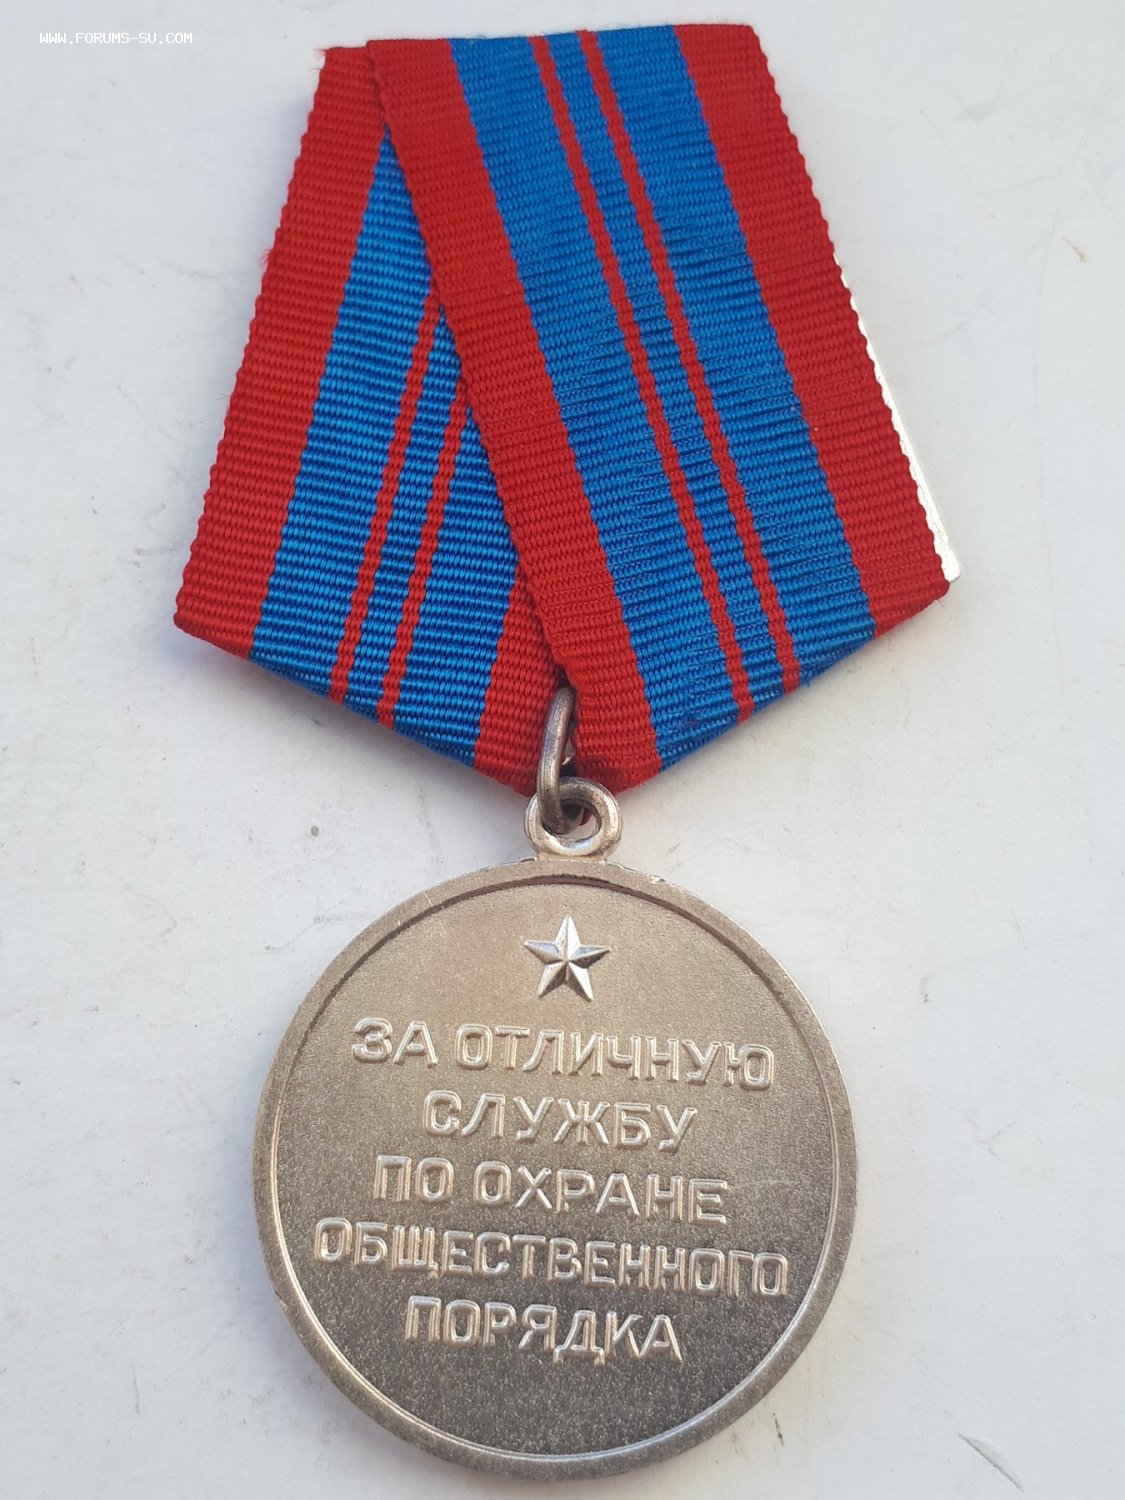 WWW.FORUMS-SU.COM
ЗА ОТЛИЧНУЮ
СЛУЖБУ
ПО ОХРАНЕ
ОБЩЕСТВЕННОГО
ПОРЯДКА